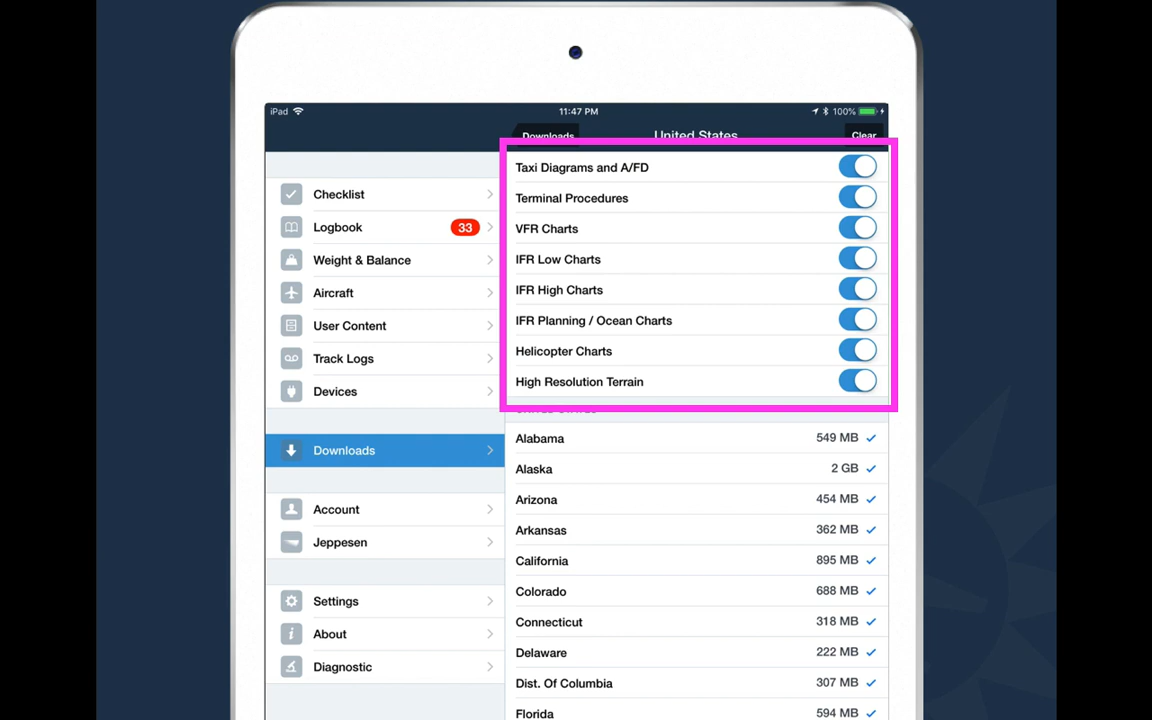 iPad 11:47 PM 100%
Downloads United States Clear
Checklist
Logbook 33
Weight & Balance
Aircraft
User Content
Track Logs
Devices
Downloads
Account
Jeppesen
Settings
About
Diagnostic
Taxi Diagrams and A/FD
Terminal Procedures
VFR Charts
IFR Low Charts
IFR High Charts
IFR Planning / Ocean Charts
Helicopter Charts
High Resolution Terrain
Alabama 549 MB
Alaska 2 GB
Arizona 454 MB
Arkansas 362 MB
California 895 MB
Colorado 688 MB
Connecticut 318 MB
Delaware 222 MB
Dist. Of Columbia 307 MB
Florida 594 MB